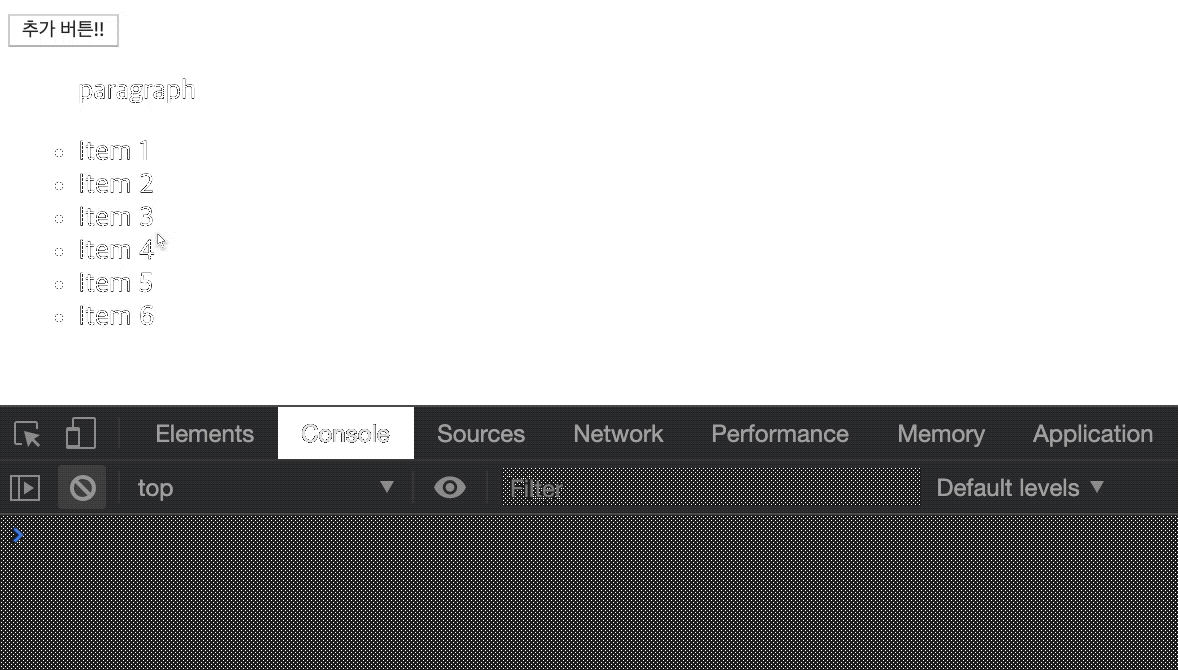 추가 버튼!!
paragraph
Item 1
Item 2
Item 3
Item 4
Item 5
Item 6
Elements Console Sources Network Performance Memory Application
top Filter Default levels